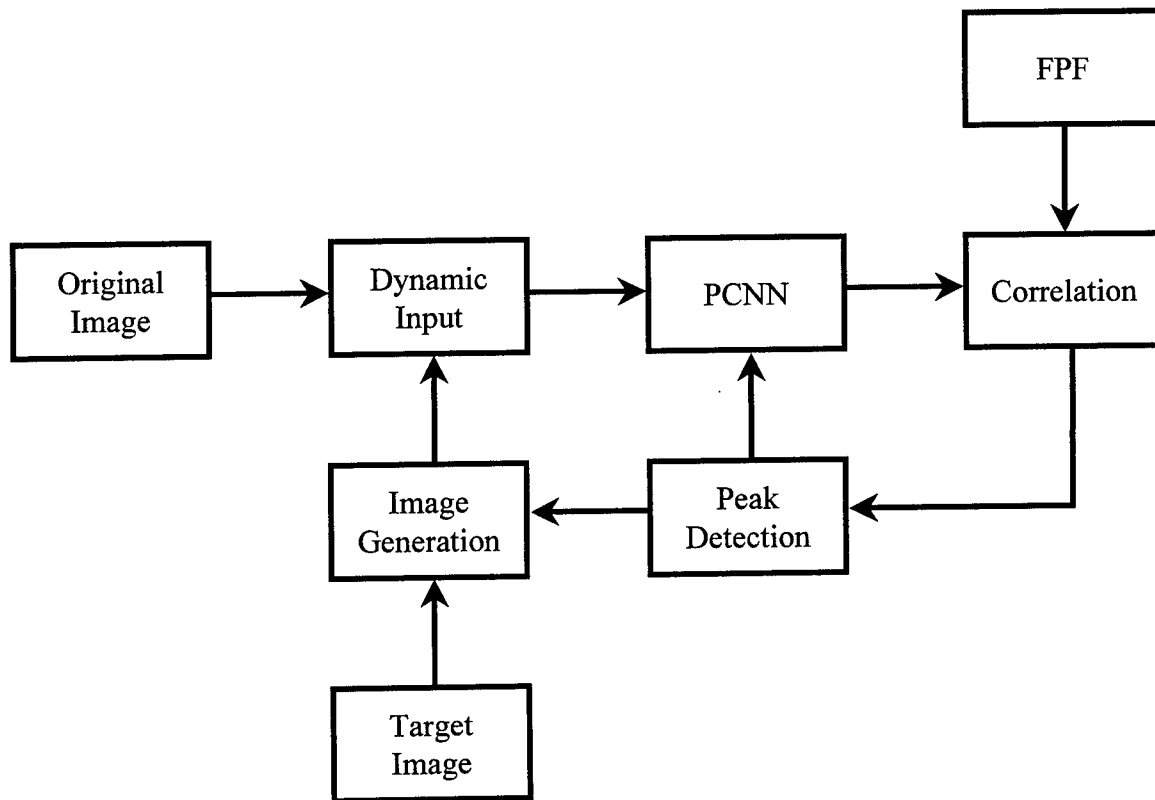 FPF
Original
Image
Dynamic
Input
PCNN
Correlation
Image
Generation
Peak
Detection
Target
Image